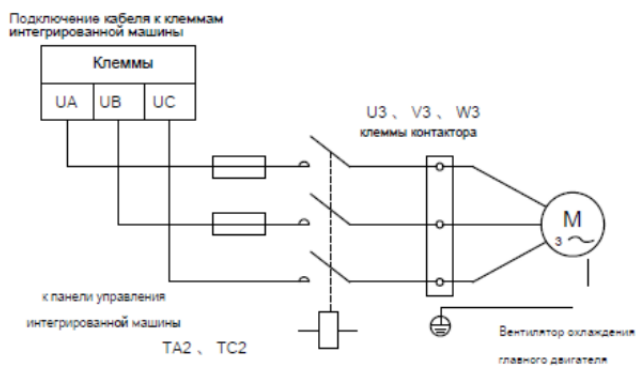 Подключение кабеля к клеммам
интегрированной машины
Клеммы
UA UB UC
U3 、 V3 、 W3
клеммы контактора
M
3 ~
к панели управления
интегрированной машины
TA2 、 TC2
Вентилятор охлаждения
главного двигателя